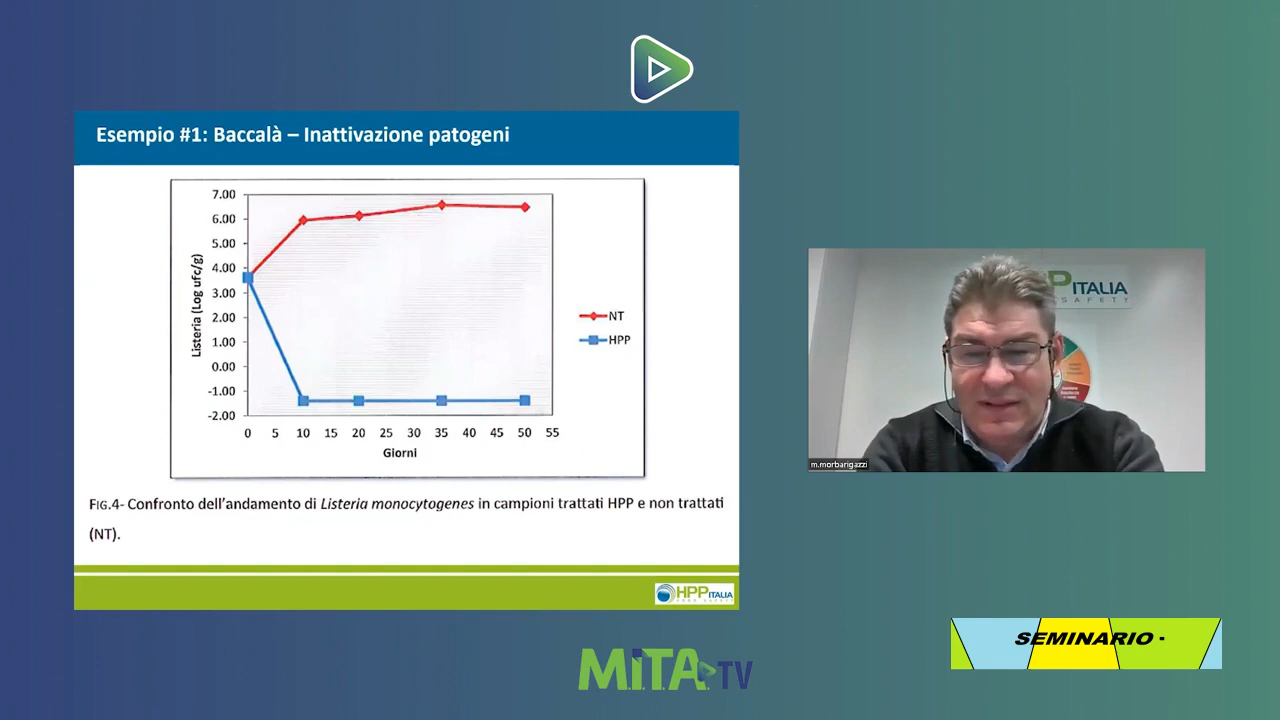 Esempio #1: Baccalà – Inattivazione patogeni
7.00
6.00
5.00
4.00
3.00
2.00
1.00
0.00
-1.00
-2.00
Listeria (Log ufc/g)
0 5 10 15 20 25 30 35 40 45 50 55
Giorni
NT
HPP
FIG.4- Confronto dell'andamento di Listeria monocytogenes in campioni trattati HPP e non trattati
(NT).
HPP ITALIA
P ITALIA
SAFETY
m.morbarigazzi
SEMINARIO -
M.I.T.A. TV